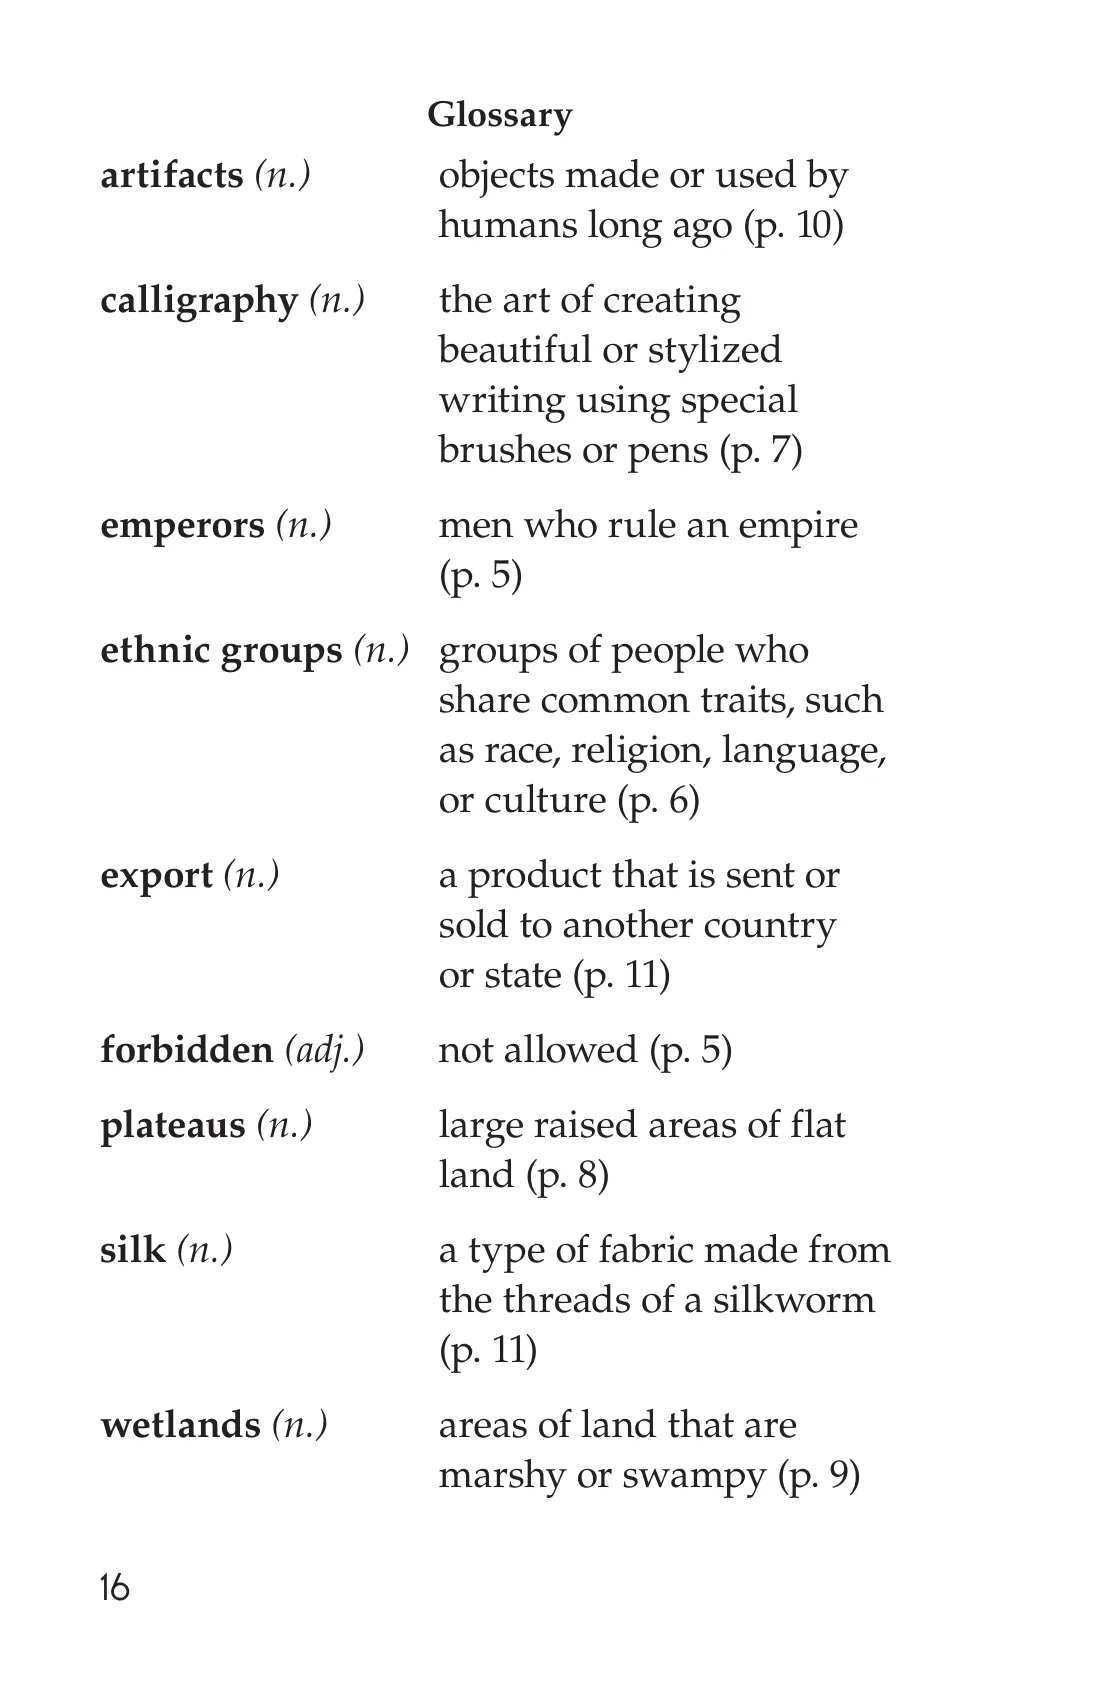 Glossary
artifacts (n.) objects made or used by
humans long ago (p. 10)
calligraphy (n.) the art of creating
beautiful or stylized
writing using special
brushes or pens (p. 7)
emperors (n.) men who rule an empire
(p. 5)
ethnic groups (n.) groups of people who
share common traits, such
as race, religion, language,
or culture (p. 6)
export (n.) a product that is sent or
sold to another country
or state (p. 11)
forbidden (adj.) not allowed (p. 5)
plateaus (n.) large raised areas of flat
land (p. 8)
silk (n.) a type of fabric made from
the threads of a silkworm
(p. 11)
wetlands (n.) areas of land that are
marshy or swampy (p. 9)
16